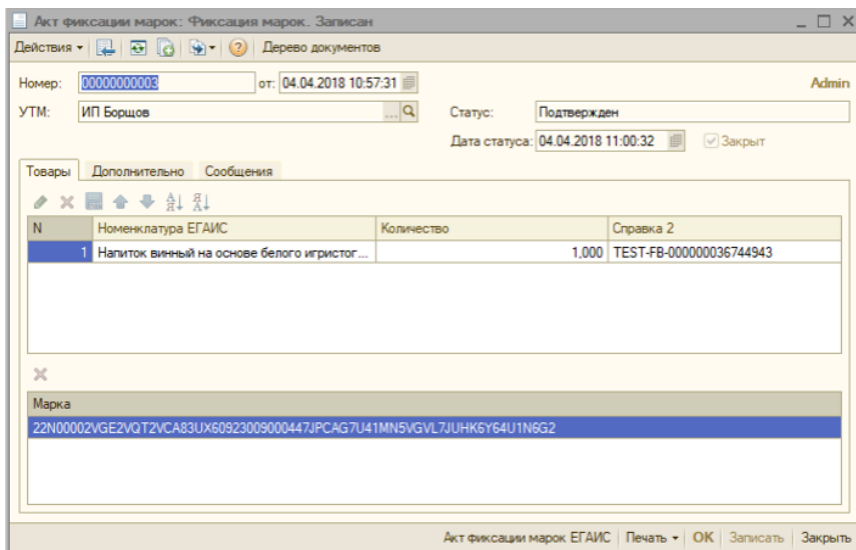 Акт фиксации марок: Фиксация марок. Записан
Действия Дерево документов
Номер: 00000000003 от: 04.04.2018 10:57:31 Admin
УТМ: ИП Борщов ... Статус: Подтвержден
Дата статуса: 04.04.2018 11:00:32 Закрыт
Товары Дополнительно Сообщения
N Номенклатура ЕГАИС Количество Справка 2
1 Напиток винный на основе белого игристог... 1,000 TEST-FB-000000036744943
Марка
22N00002VGE2VQT2VCA83UX60923009000447JPCAG7U41MN5VGVL7JUHK6Y64U1N6G2
Акт фиксации марок ЕГАИС Печать OK Записать Закрыть